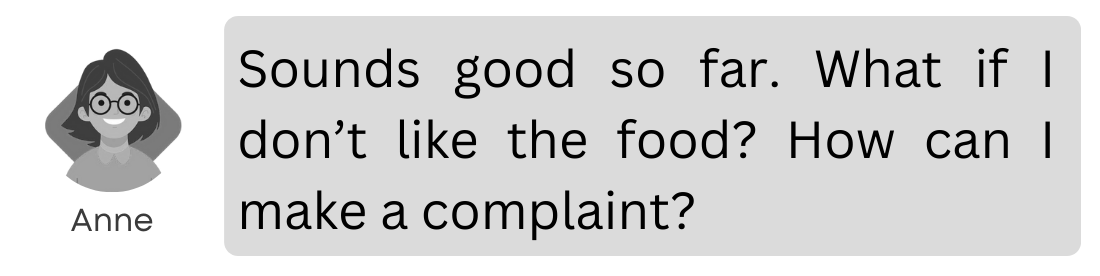 Sounds good so far. What if I
don’t like the food? How can I
make a complaint?
Anne